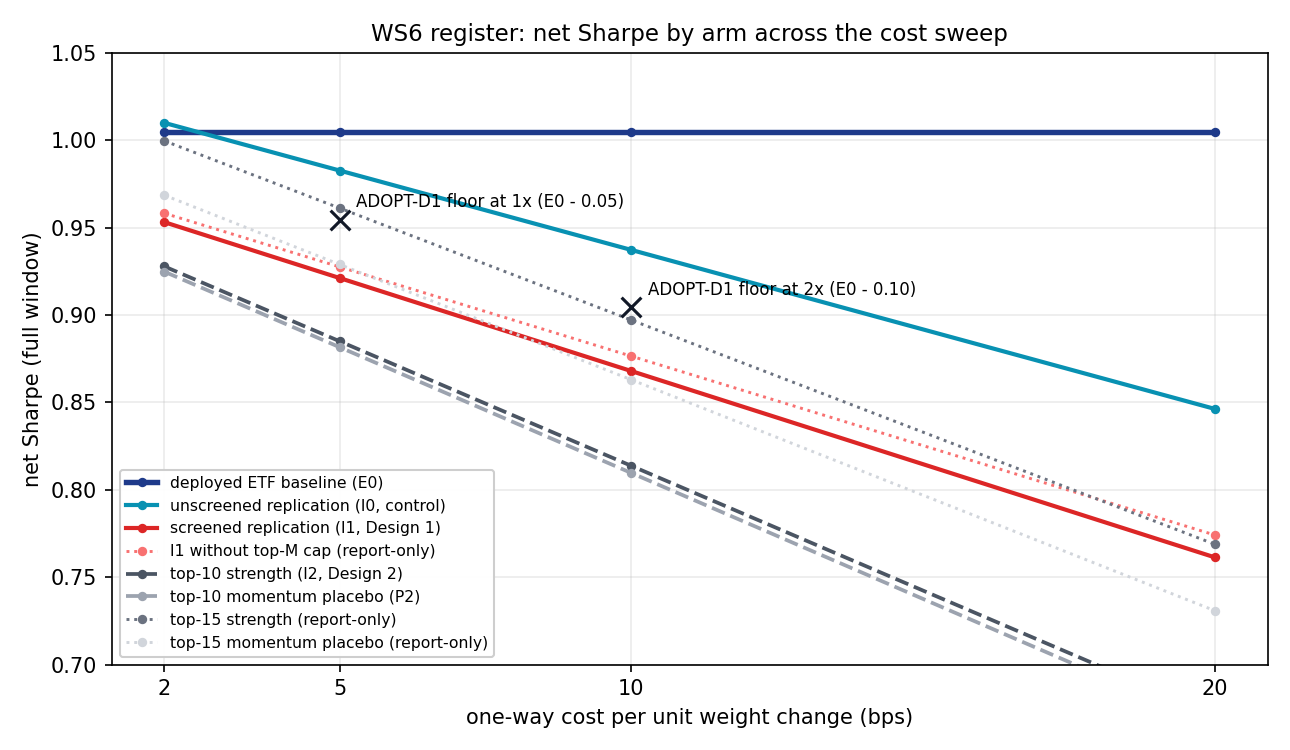 WS6 register: net Sharpe by arm across the cost sweep
net Sharpe (full window)
1.05
1.00
0.95
0.90
0.85
0.80
0.75
0.70
ADOPT-D1 floor at 1x (E0 - 0.05)
ADOPT-D1 floor at 2x (E0 - 0.10)
deployed ETF baseline (E0)
unscreened replication (I0, control)
screened replication (I1, Design 1)
I1 without top-M cap (report-only)
top-10 strength (I2, Design 2)
top-10 momentum placebo (P2)
top-15 strength (report-only)
top-15 momentum placebo (report-only)
2 5 10 20
one-way cost per unit weight change (bps)